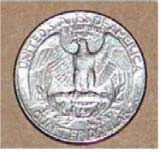 UNITED STATES OF AMERICA
QUARTER DOLLAR